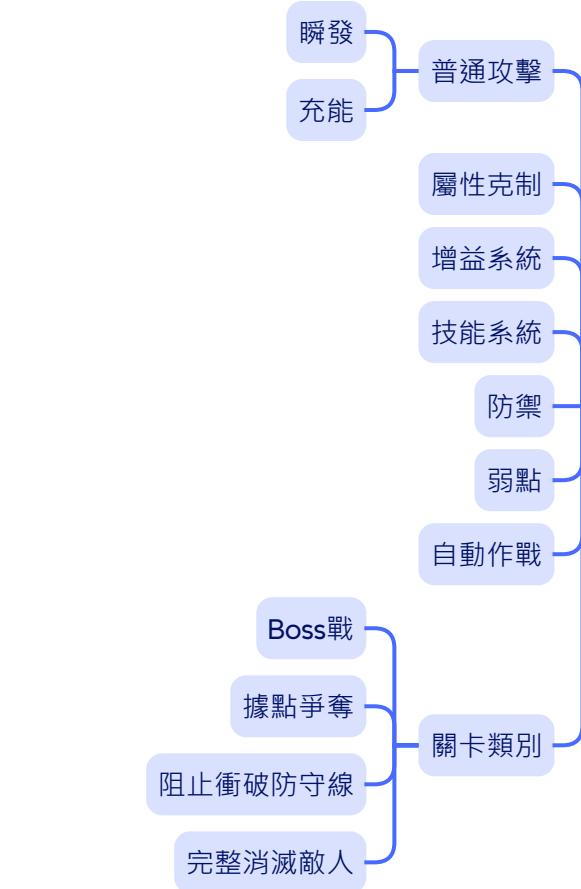 瞬發
充能
普通攻擊
屬性克制
增益系統
技能系統
防禦
弱點
自動作戰
Boss戰
據點爭奪
阻止衝破防守線
完整消滅敵人
關卡類別